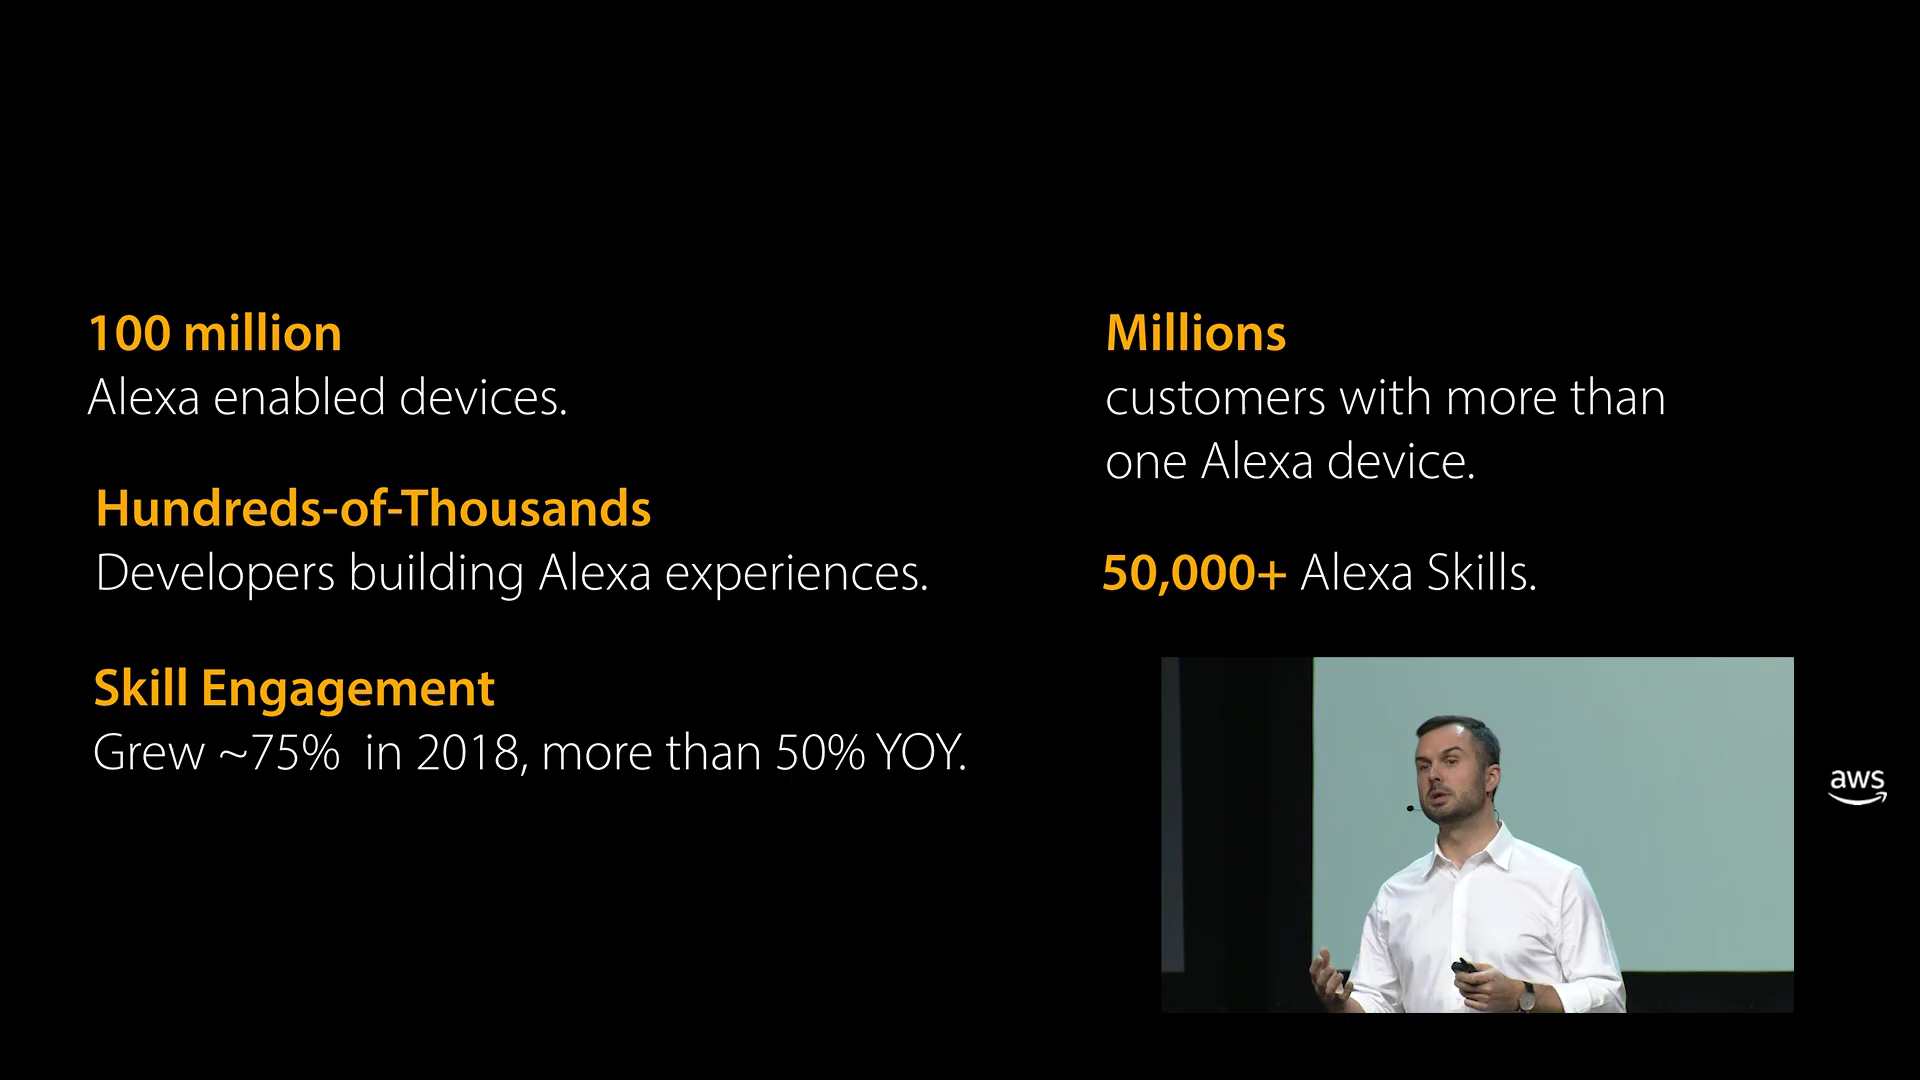 100 million
Alexa enabled devices.
Hundreds-of-Thousands
Developers building Alexa experiences.
Skill Engagement
Grew ~75%  in 2018, more than 50% YOY.
Millions
customers with more than
one Alexa device.
50,000+ Alexa Skills.
aws